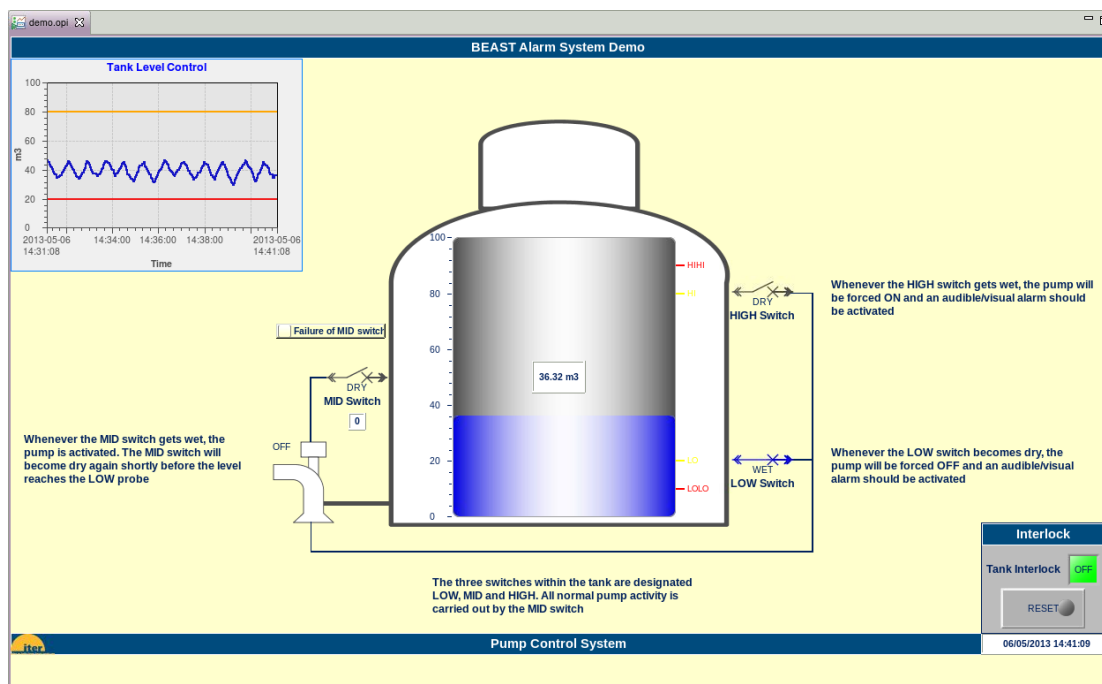 demo.opi
BEAST Alarm System Demo
Tank Level Control
100
80
60
40
20
0
m3
2013-05-06
14:31:08
14:34:00
14:36:00
14:38:00
2013-05-06
14:41:08
Time
100
80
60
40
20
0
HIHI
HI
LO
LOLO
36.32 m3
Whenever the HIGH switch gets wet, the pump will
be forced ON and an audible/visual alarm should
be activated
DRY
HIGH Switch
Failure of MID switch
DRY
MID Switch
0
Whenever the MID switch gets wet, the
pump is activated. The MID switch will
become dry again shortly before the level
reaches the LOW probe
OFF
WET
LOW Switch
Whenever the LOW switch becomes dry, the
pump will be forced OFF and an audible/visual
alarm should be activated
Interlock
Tank Interlock
OFF
RESET
The three switches within the tank are designated
LOW, MID and HIGH. All normal pump activity is
carried out by the MID switch
iter
Pump Control System
06/05/2013 14:41:09